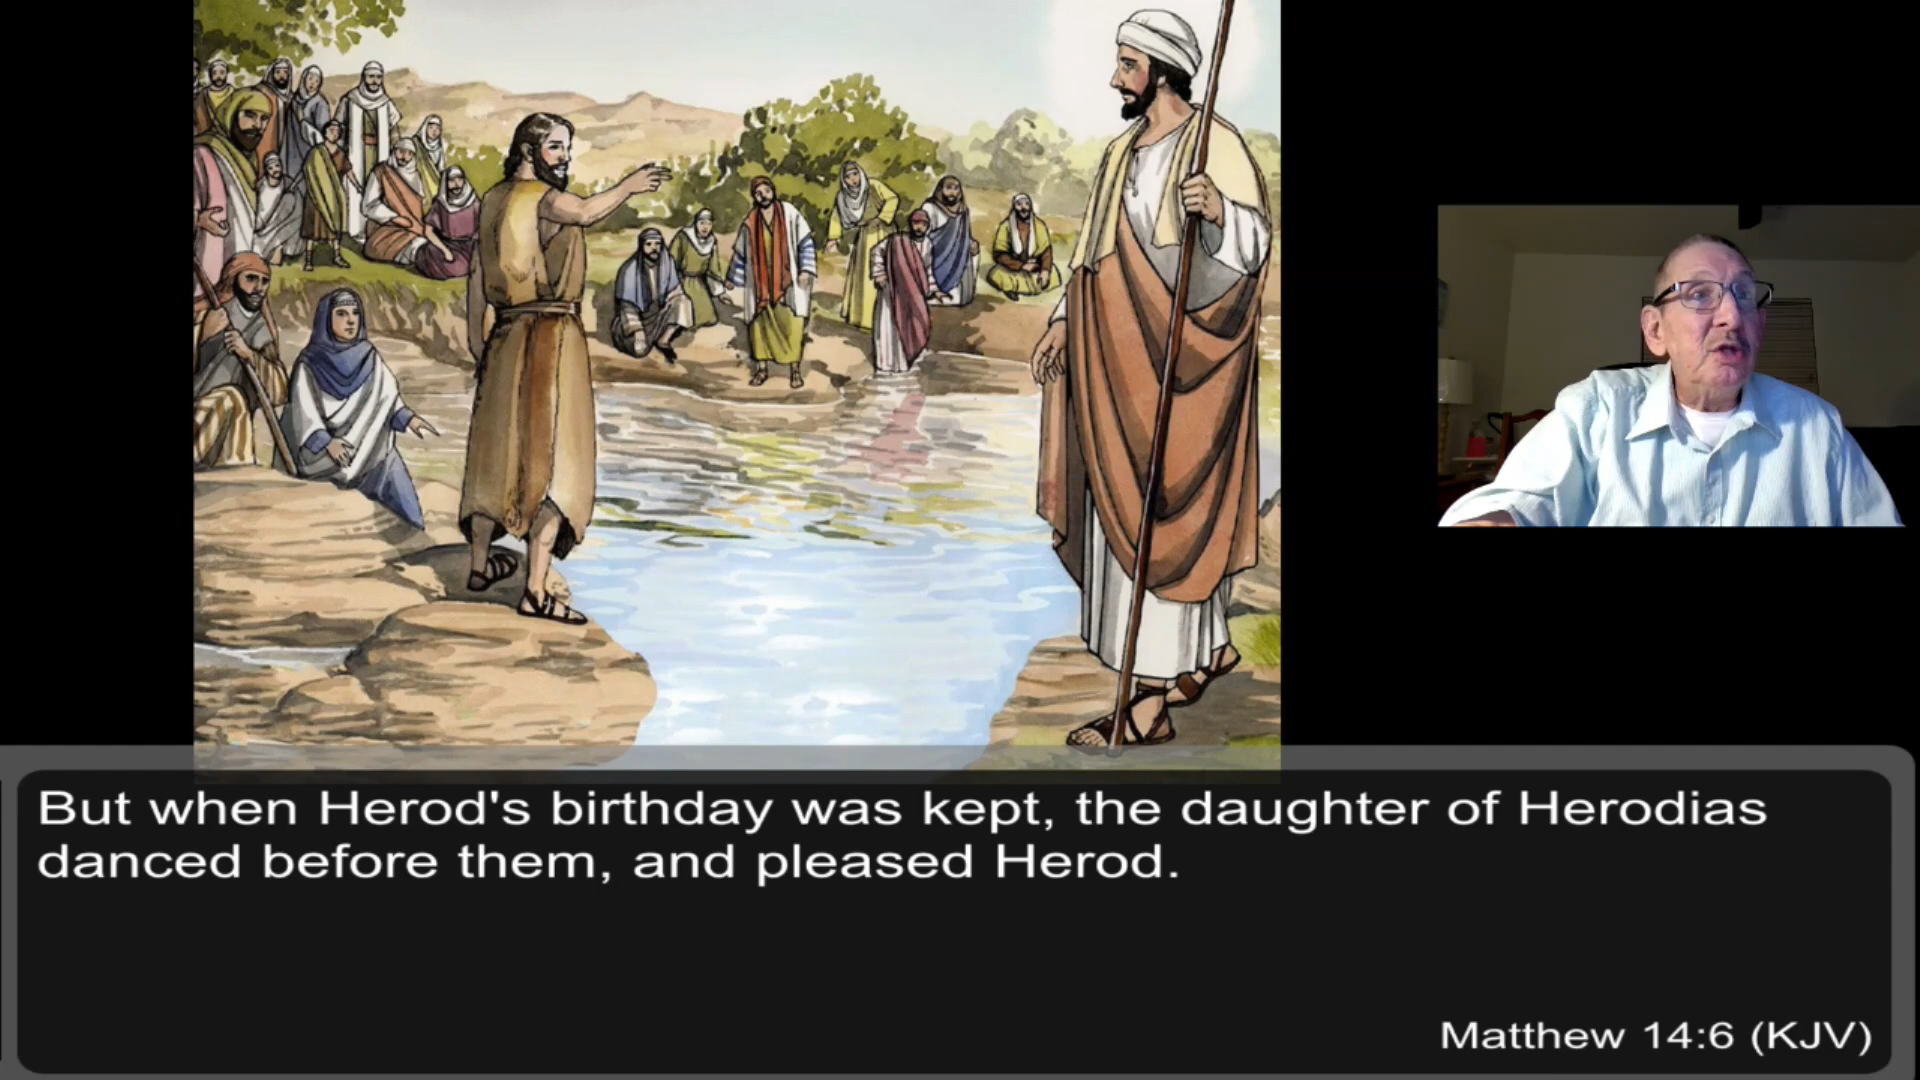 But when Herod's birthday was kept, the daughter of Herodias
danced before them, and pleased Herod.
Matthew 14:6 (KJV)